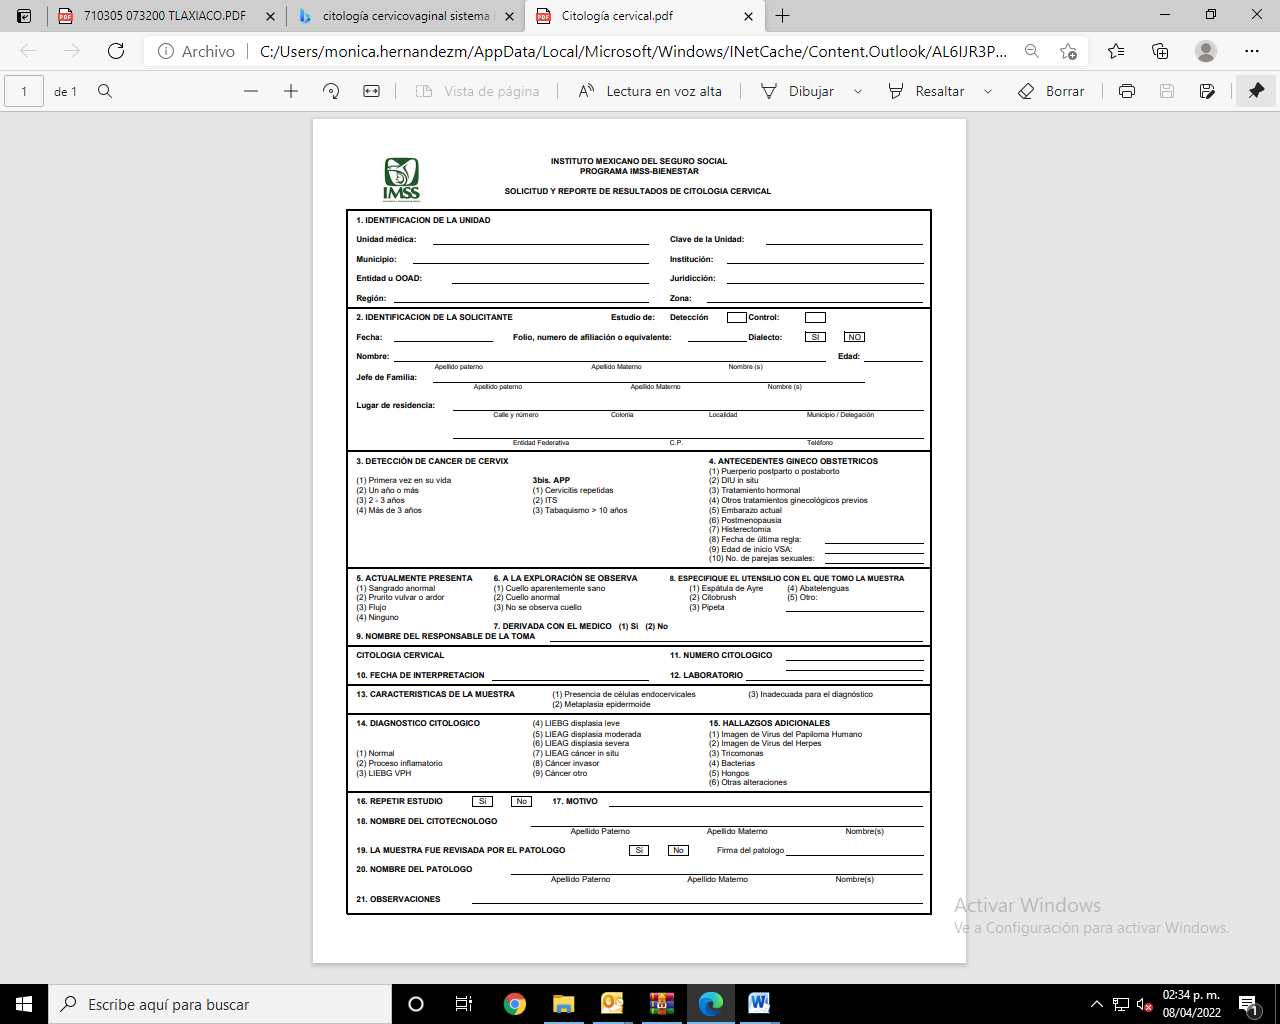 710305 073200 TLAXIACO.PDF
citología cervicovaginal sistema
Citología cervical.pdf
Archivo
C:/Users/monica.hernandezm/AppData/Local/Microsoft/Windows/INetCache/Content.Outlook/AL6IJR3P...
1 de 1
Vista de página
Lectura en voz alta
Dibujar
Resaltar
Borrar
IMSS
INSTITUTO MEXICANO DEL SEGURO SOCIAL
PROGRAMA IMSS-BIENESTAR
SOLICITUD Y REPORTE DE RESULTADOS DE CITOLOGIA CERVICAL
1. IDENTIFICACION DE LA UNIDAD
Unidad médica: Clave de la Unidad:
Municipio: Institución:
Entidad u OOAD: Juridicción:
Región: Zona:
2. IDENTIFICACION DE LA SOLICITANTE Estudio de: Detección Control:
Fecha: Folio, numero de afiliación o equivalente: Dialecto: SI NO
Nombre: Edad:
Apellido paterno Apellido Materno Nombre (s)
Jefe de Familia:
Apellido paterno Apellido Materno Nombre (s)
Lugar de residencia:
Calle y número Colonia Localidad Municipio / Delegación
Entidad Federativa C.P. Teléfono
3. DETECCIÓN DE CANCER DE CERVIX
(1) Primera vez en su vida
(2) Un año o más
(3) 2 - 3 años
(4) Más de 3 años
3bis. APP
(1) Cervicitis repetidas
(2) ITS
(3) Tabaquismo > 10 años
4. ANTECEDENTES GINECO OBSTETRICOS
(1) Puerperio postparto o postaborto
(2) DIU in situ
(3) Tratamiento hormonal
(4) Otros tratamientos ginecológicos previos
(5) Embarazo actual
(6) Postmenopausia
(7) Histerectomia
(8) Fecha de última regla:
(9) Edad de inicio VSA:
(10) No. de parejas sexuales:
5. ACTUALMENTE PRESENTA
(1) Sangrado anormal
(2) Prurito vulvar o ardor
(3) Flujo
(4) Ninguno
6. A LA EXPLORACIÓN SE OBSERVA
(1) Cuello aparentemente sano
(2) Cuello anormal
(3) No se observa cuello
7. DERIVADA CON EL MEDICO (1) Si (2) No
8. ESPECIFIQUE EL UTENSILIO CON EL QUE TOMO LA MUESTRA
(1) Espátula de Ayre (4) Abatelenguas
(2) Citobrush (5) Otro:
(3) Pipeta
9. NOMBRE DEL RESPONSABLE DE LA TOMA
CITOLOGIA CERVICAL 11. NUMERO CITOLOGICO
10. FECHA DE INTERPRETACION 12. LABORATORIO
13. CARACTERISTICAS DE LA MUESTRA (1) Presencia de células endocervicales (3) Inadecuada para el diagnóstico
(2) Metaplasia epidermoide
14. DIAGNOSTICO CITOLOGICO
(1) Normal
(2) Proceso inflamatorio
(3) LIEBG VPH
(4) LIEBG displasia leve
(5) LIEAG displasia moderada
(6) LIEAG displasia severa
(7) LIEAG cáncer in situ
(8) Cáncer invasor
(9) Cáncer otro
15. HALLAZGOS ADICIONALES
(1) Imagen de Virus del Papiloma Humano
(2) Imagen de Virus del Herpes
(3) Tricomonas
(4) Bacterias
(5) Hongos
(6) Otras alteraciones
16. REPETIR ESTUDIO Si No 17. MOTIVO
18. NOMBRE DEL CITOTECNOLOGO
Apellido Paterno Apellido Materno Nombre(s)
19. LA MUESTRA FUE REVISADA POR EL PATOLOGO Si No Firma del patologo
20. NOMBRE DEL PATOLOGO
Apellido Paterno Apellido Materno Nombre(s)
21. OBSERVACIONES
Activar Windows
Ve a Configuración para activar Windows.
Escribe aquí para buscar
02:34 p. m.
08/04/2022
1